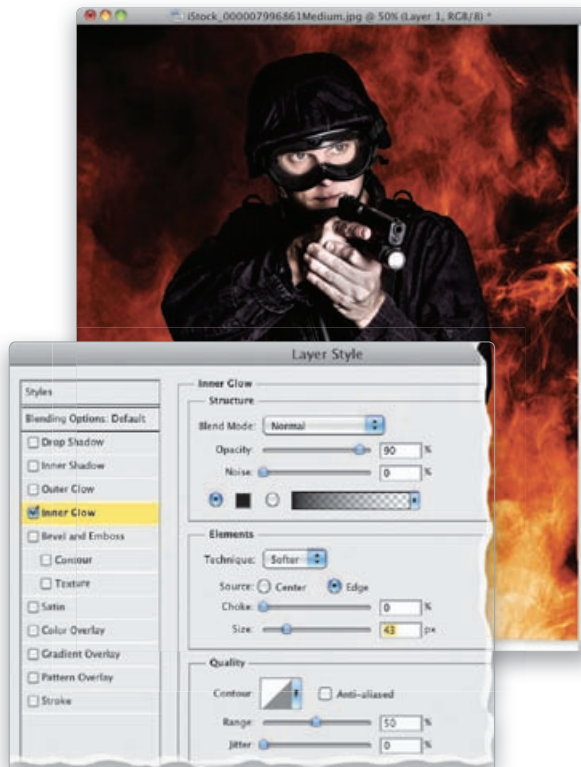 iStock_000007996861Medium.jpg @ 50% (Layer 1, RGB/8) *
Layer Style
Styles
Blending Options: Default
Drop Shadow
Inner Shadow
Outer Glow
Inner Glow
Bevel and Emboss
Contour
Texture
Satin
Color Overlay
Gradient Overlay
Pattern Overlay
Stroke
Inner Glow
Structure
Blend Mode: Normal
Opacity: 90 %
Noise: 0 %
Elements
Technique: Softer
Source: Center Edge
Choke: 0 %
Size: 43 px
Quality
Contour: Anti-aliased
Range: 50 %
Jitter: 0 %